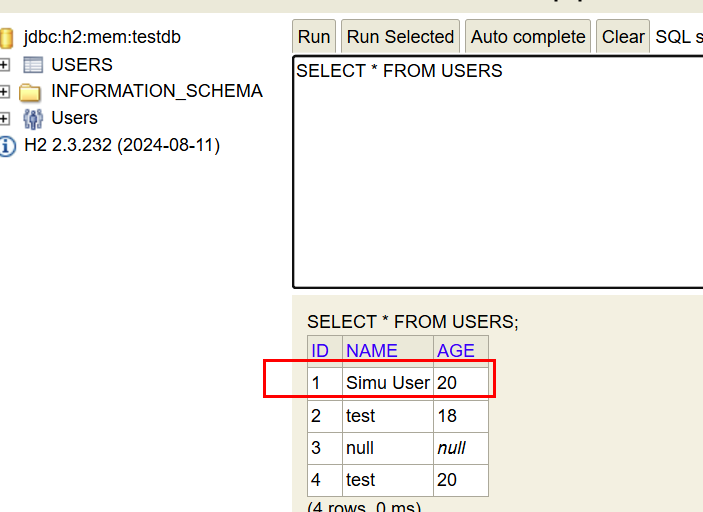 jdbc:h2:mem:testdb
USERS
INFORMATION_SCHEMA
Users
H2 2.3.232 (2024-08-11)
Run Run Selected Auto complete Clear SQL s
SELECT * FROM USERS
SELECT * FROM USERS;
ID NAME AGE
1 Simu User 20
2 test 18
3 null null
4 test 20
(4 rows, 0 ms)